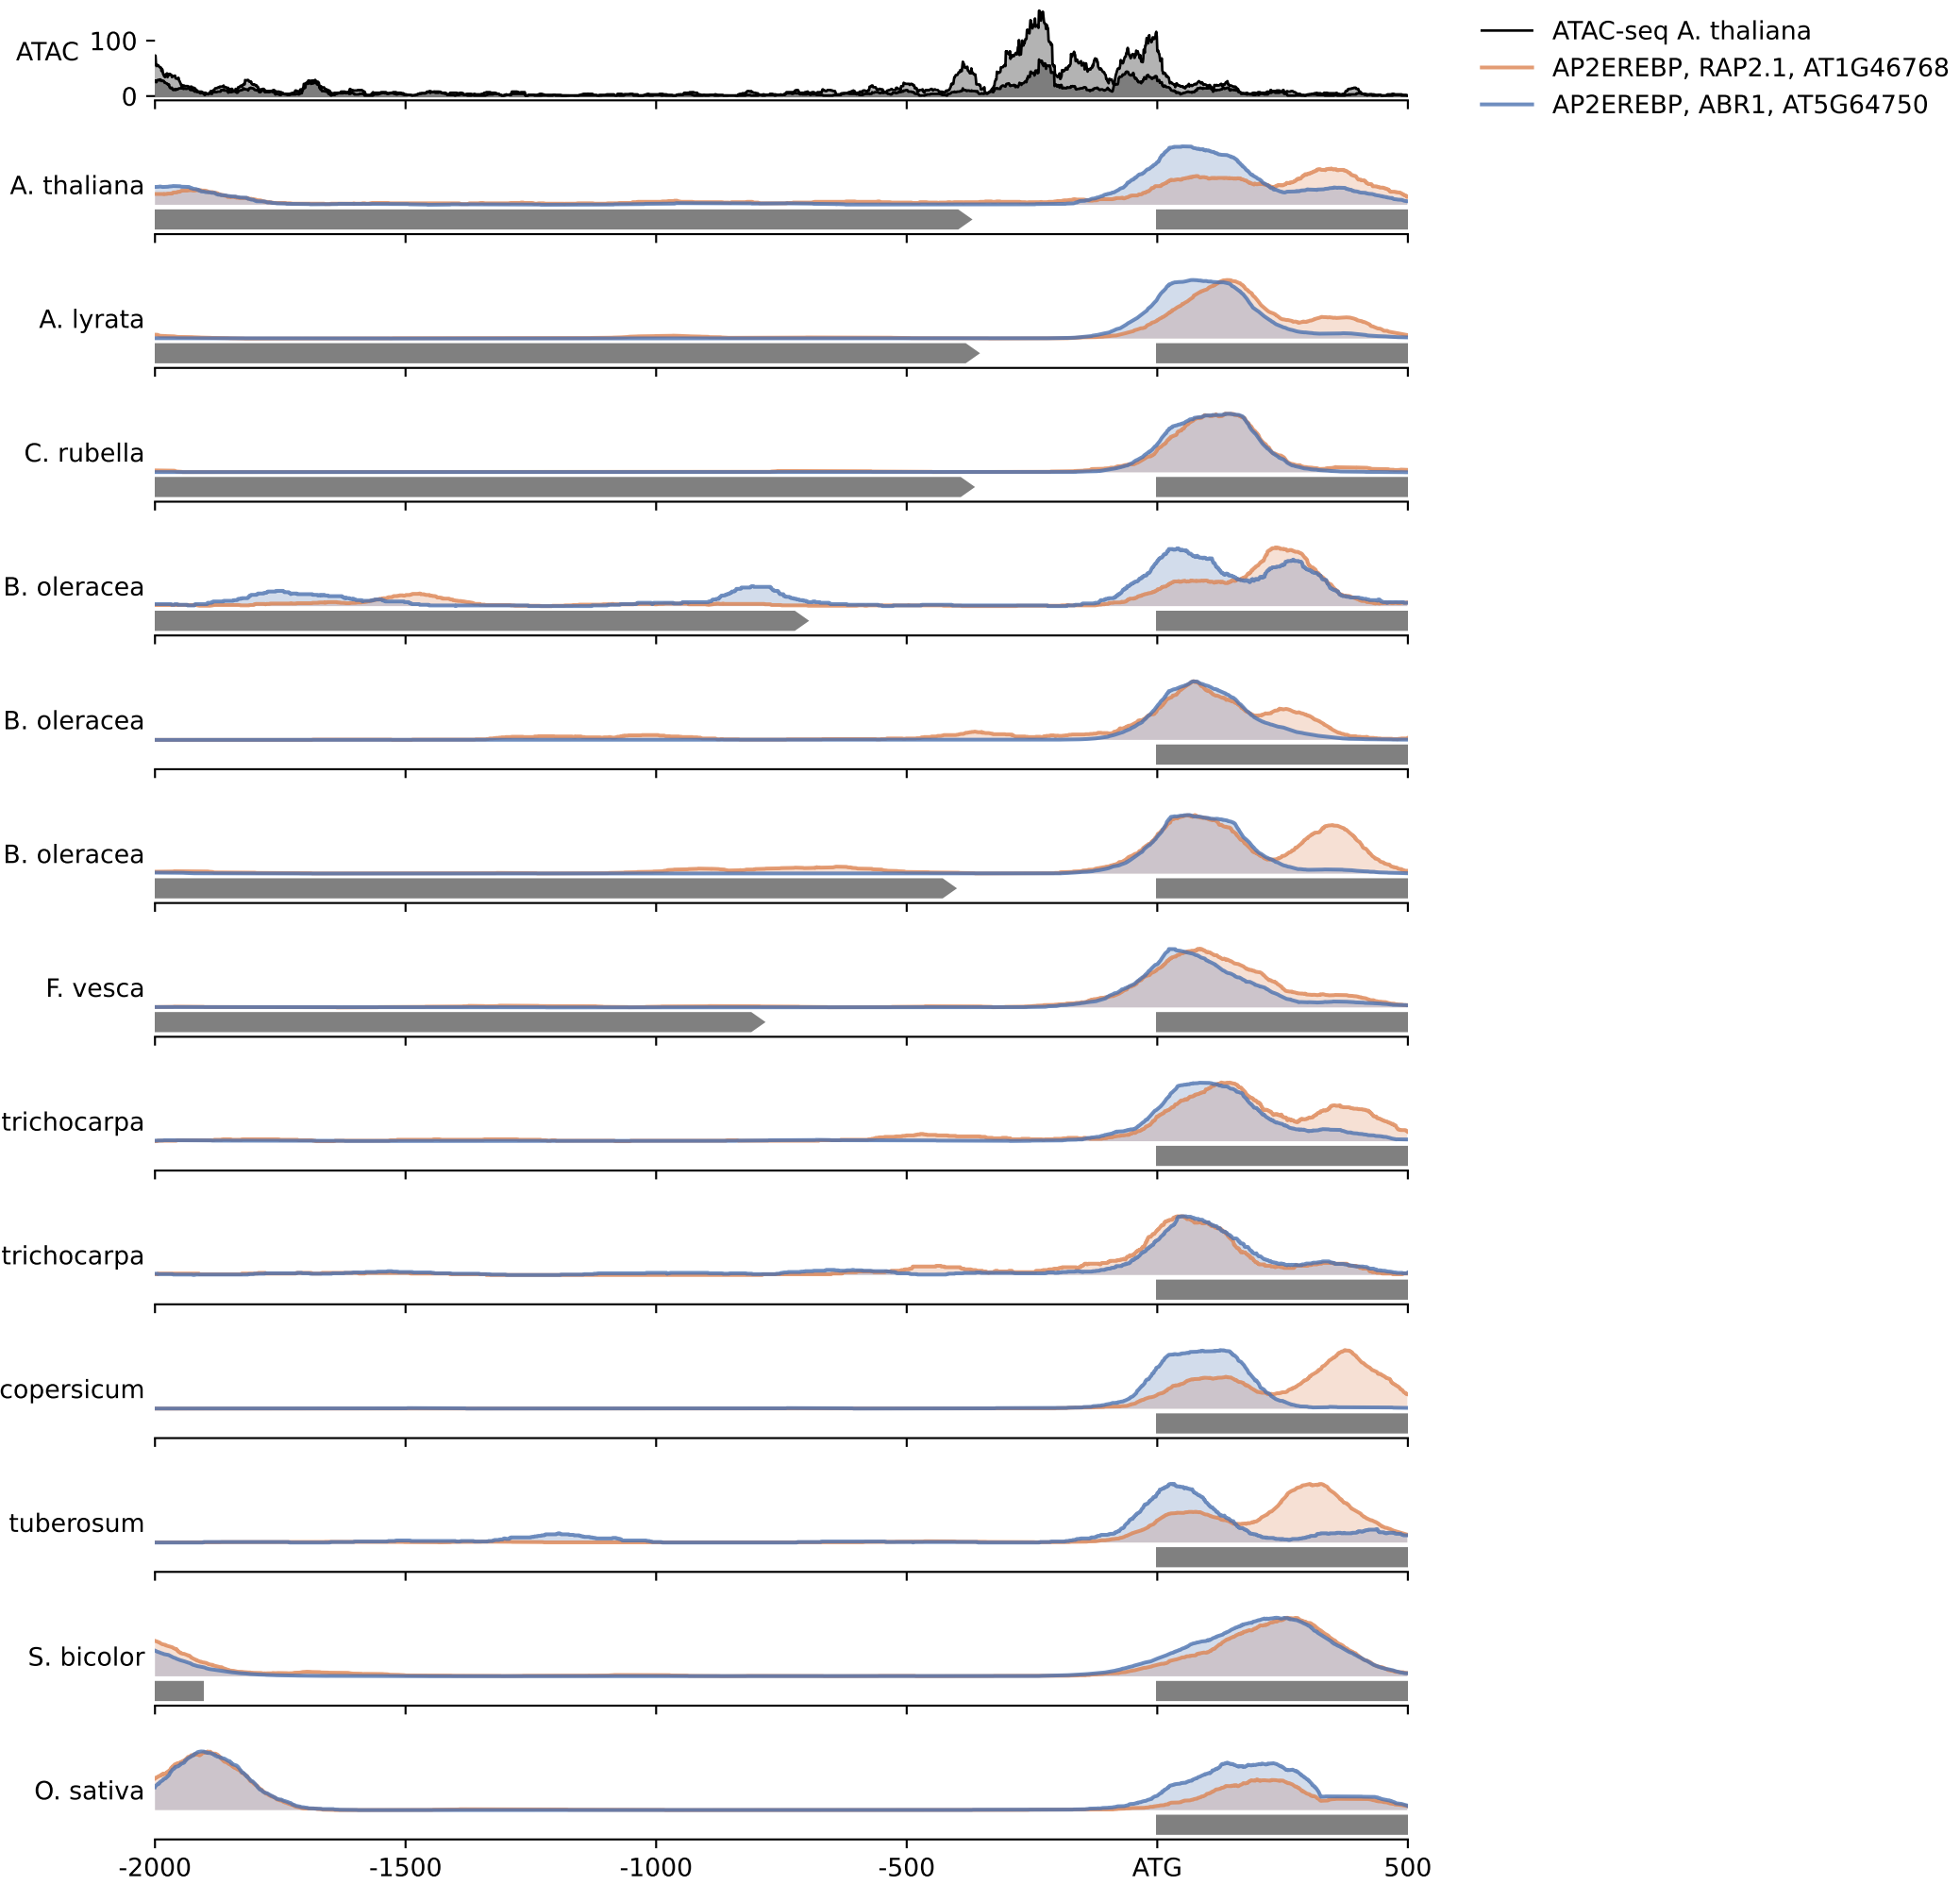 ATAC
100
0
ATAC-seq A. thaliana
AP2EREBP, RAP2.1, AT1G46768
AP2EREBP, ABR1, AT5G64750
A. thaliana
A. lyrata
C. rubella
B. oleracea
B. oleracea
B. oleracea
F. vesca
trichocarpa
trichocarpa
copersicum
tuberosum
S. bicolor
O. sativa
-2000 -1500 -1000 -500 ATG 500